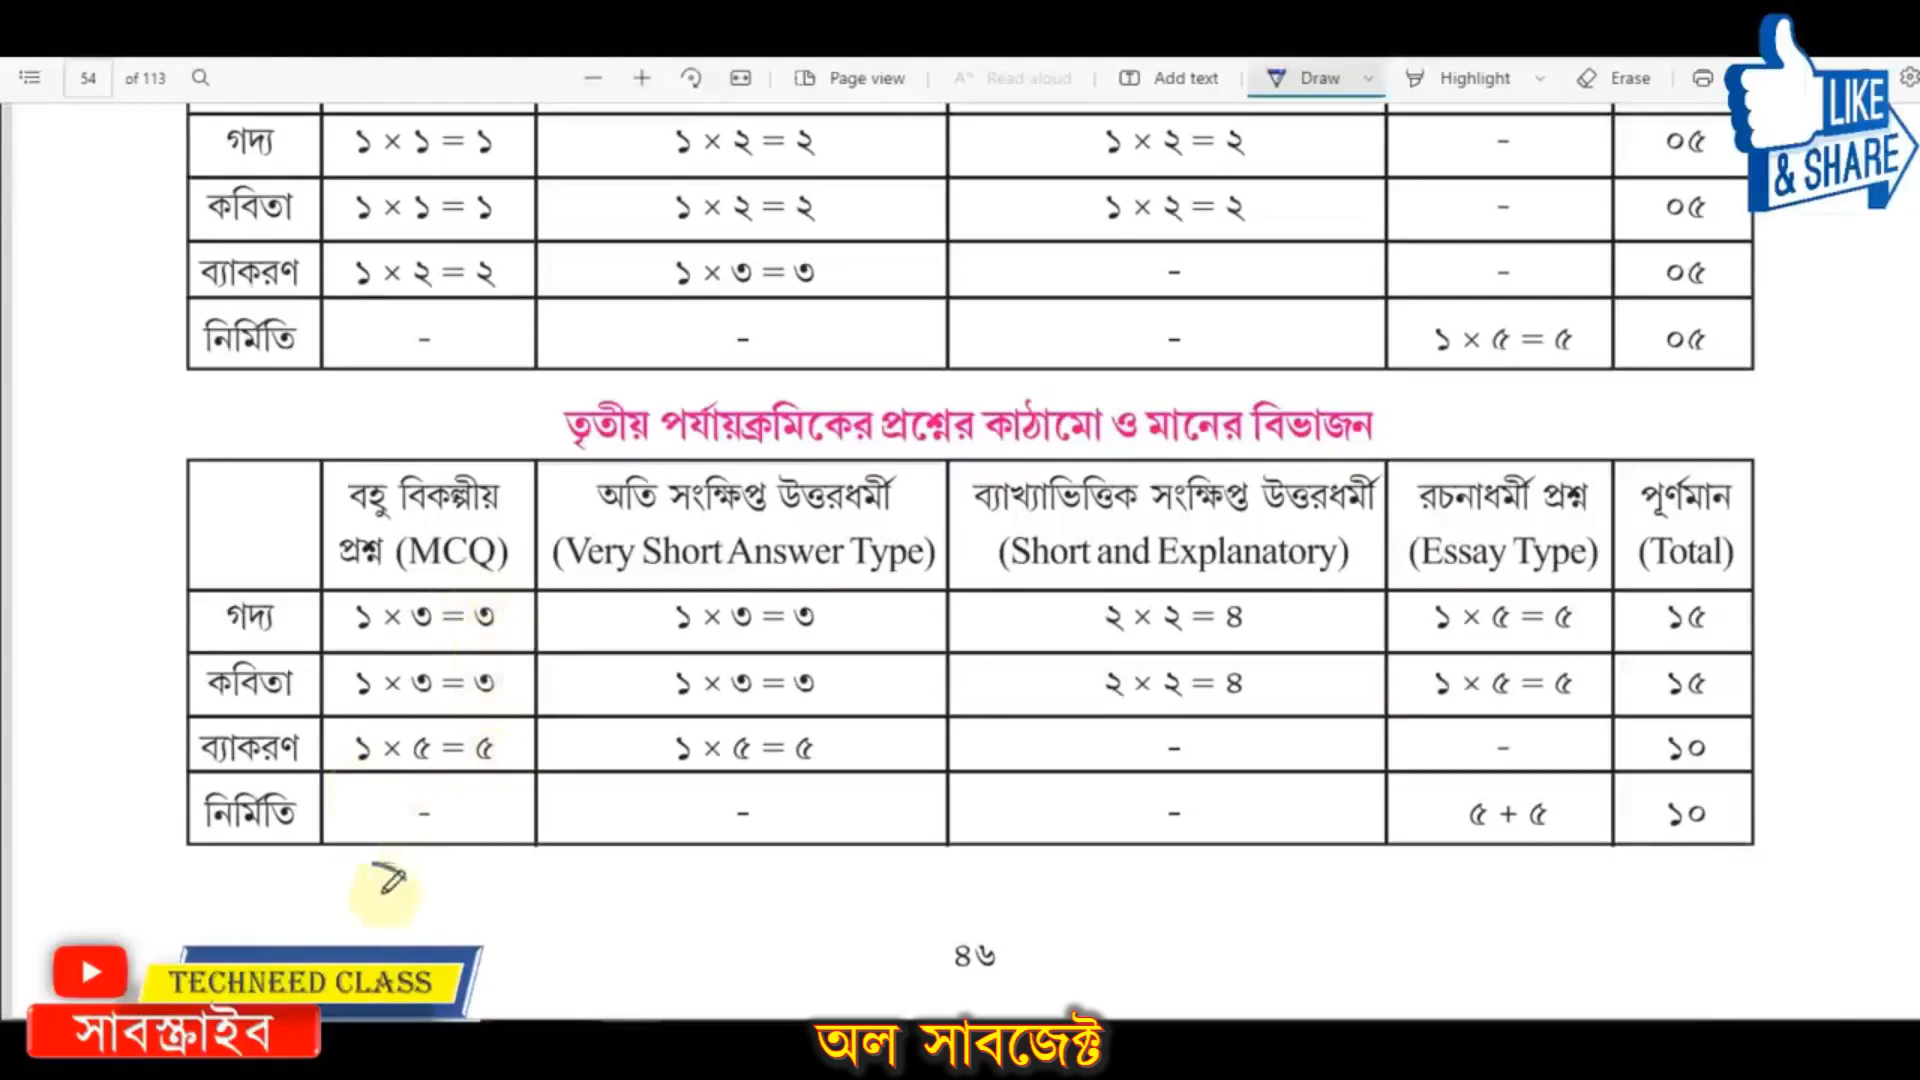 54 of 113 Page view Read aloud Add text Draw Highlight Erase
LIKE
& SHARE
গদ্য ১ × ১ = ১ ১ × ২ = ২ ১ × ২ = ২ - ০৫
কবিতা ১ × ১ = ১ ১ × ২ = ২ ১ × ২ = ২ - ০৫
ব্যাকরণ ১ × ২ = ২ ১ × ৩ = ৩ - - ০৫
নির্মিতি - - - ১ × ৫ = ৫ ০৫
তৃতীয় পর্যায়ক্রমিকের প্রশ্নের কাঠামো ও মানের বিভাজন
বহু বিকল্পীয় অতি সংক্ষিপ্ত উত্তরধর্মী ব্যাখ্যাভিত্তিক সংক্ষিপ্ত উত্তরধর্মী রচনাধর্মী প্রশ্ন পূর্ণমান
প্রশ্ন (MCQ) (Very Short Answer Type) (Short and Explanatory) (Essay Type) (Total)
গদ্য ১ × ৩ = ৩ ১ × ৩ = ৩ ২ × ২ = ৪ ১ × ৫ = ৫ ১৫
কবিতা ১ × ৩ = ৩ ১ × ৩ = ৩ ২ × ২ = ৪ ১ × ৫ = ৫ ১৫
ব্যাকরণ ১ × ৫ = ৫ ১ × ৫ = ৫ - - ১০
নির্মিতি - - - ৫ + ৫ ১০
৪৬
TECHNEED CLASS
সাবস্ক্রাইব
অল সাবজেক্ট